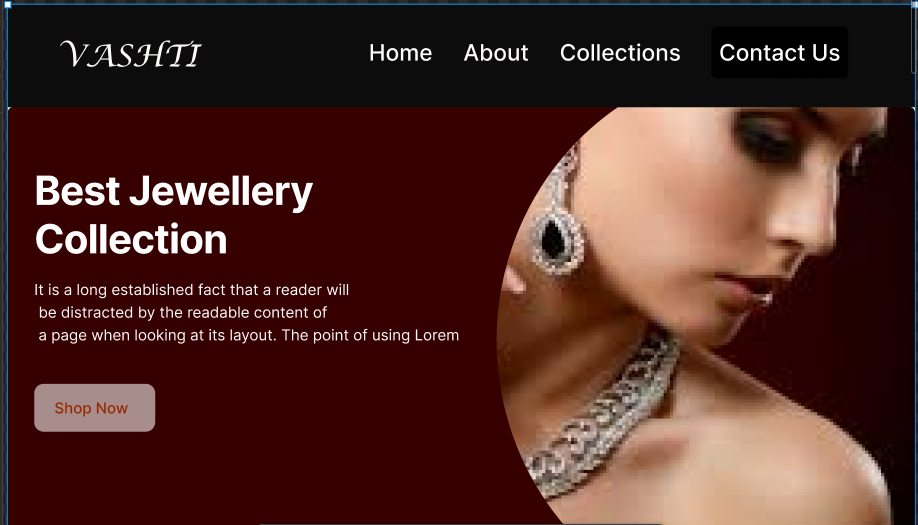 VASHTI
Home About Collections Contact Us
Best Jewellery
Collection
It is a long established fact that a reader will
be distracted by the readable content of
a page when looking at its layout. The point of using Lorem
Shop Now